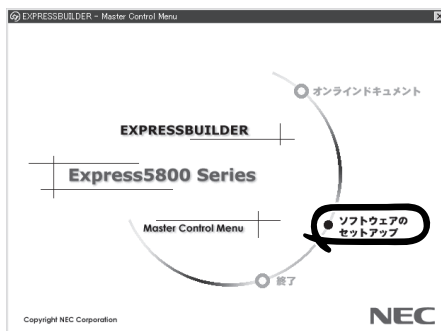 EXPRESSBUILDER - Master Control Menu
オンラインドキュメント
EXPRESSBUILDER
Express5800 Series
Master Control Menu
ソフトウェアの
セットアップ
終了
Copyright NEC Corporation
NEC